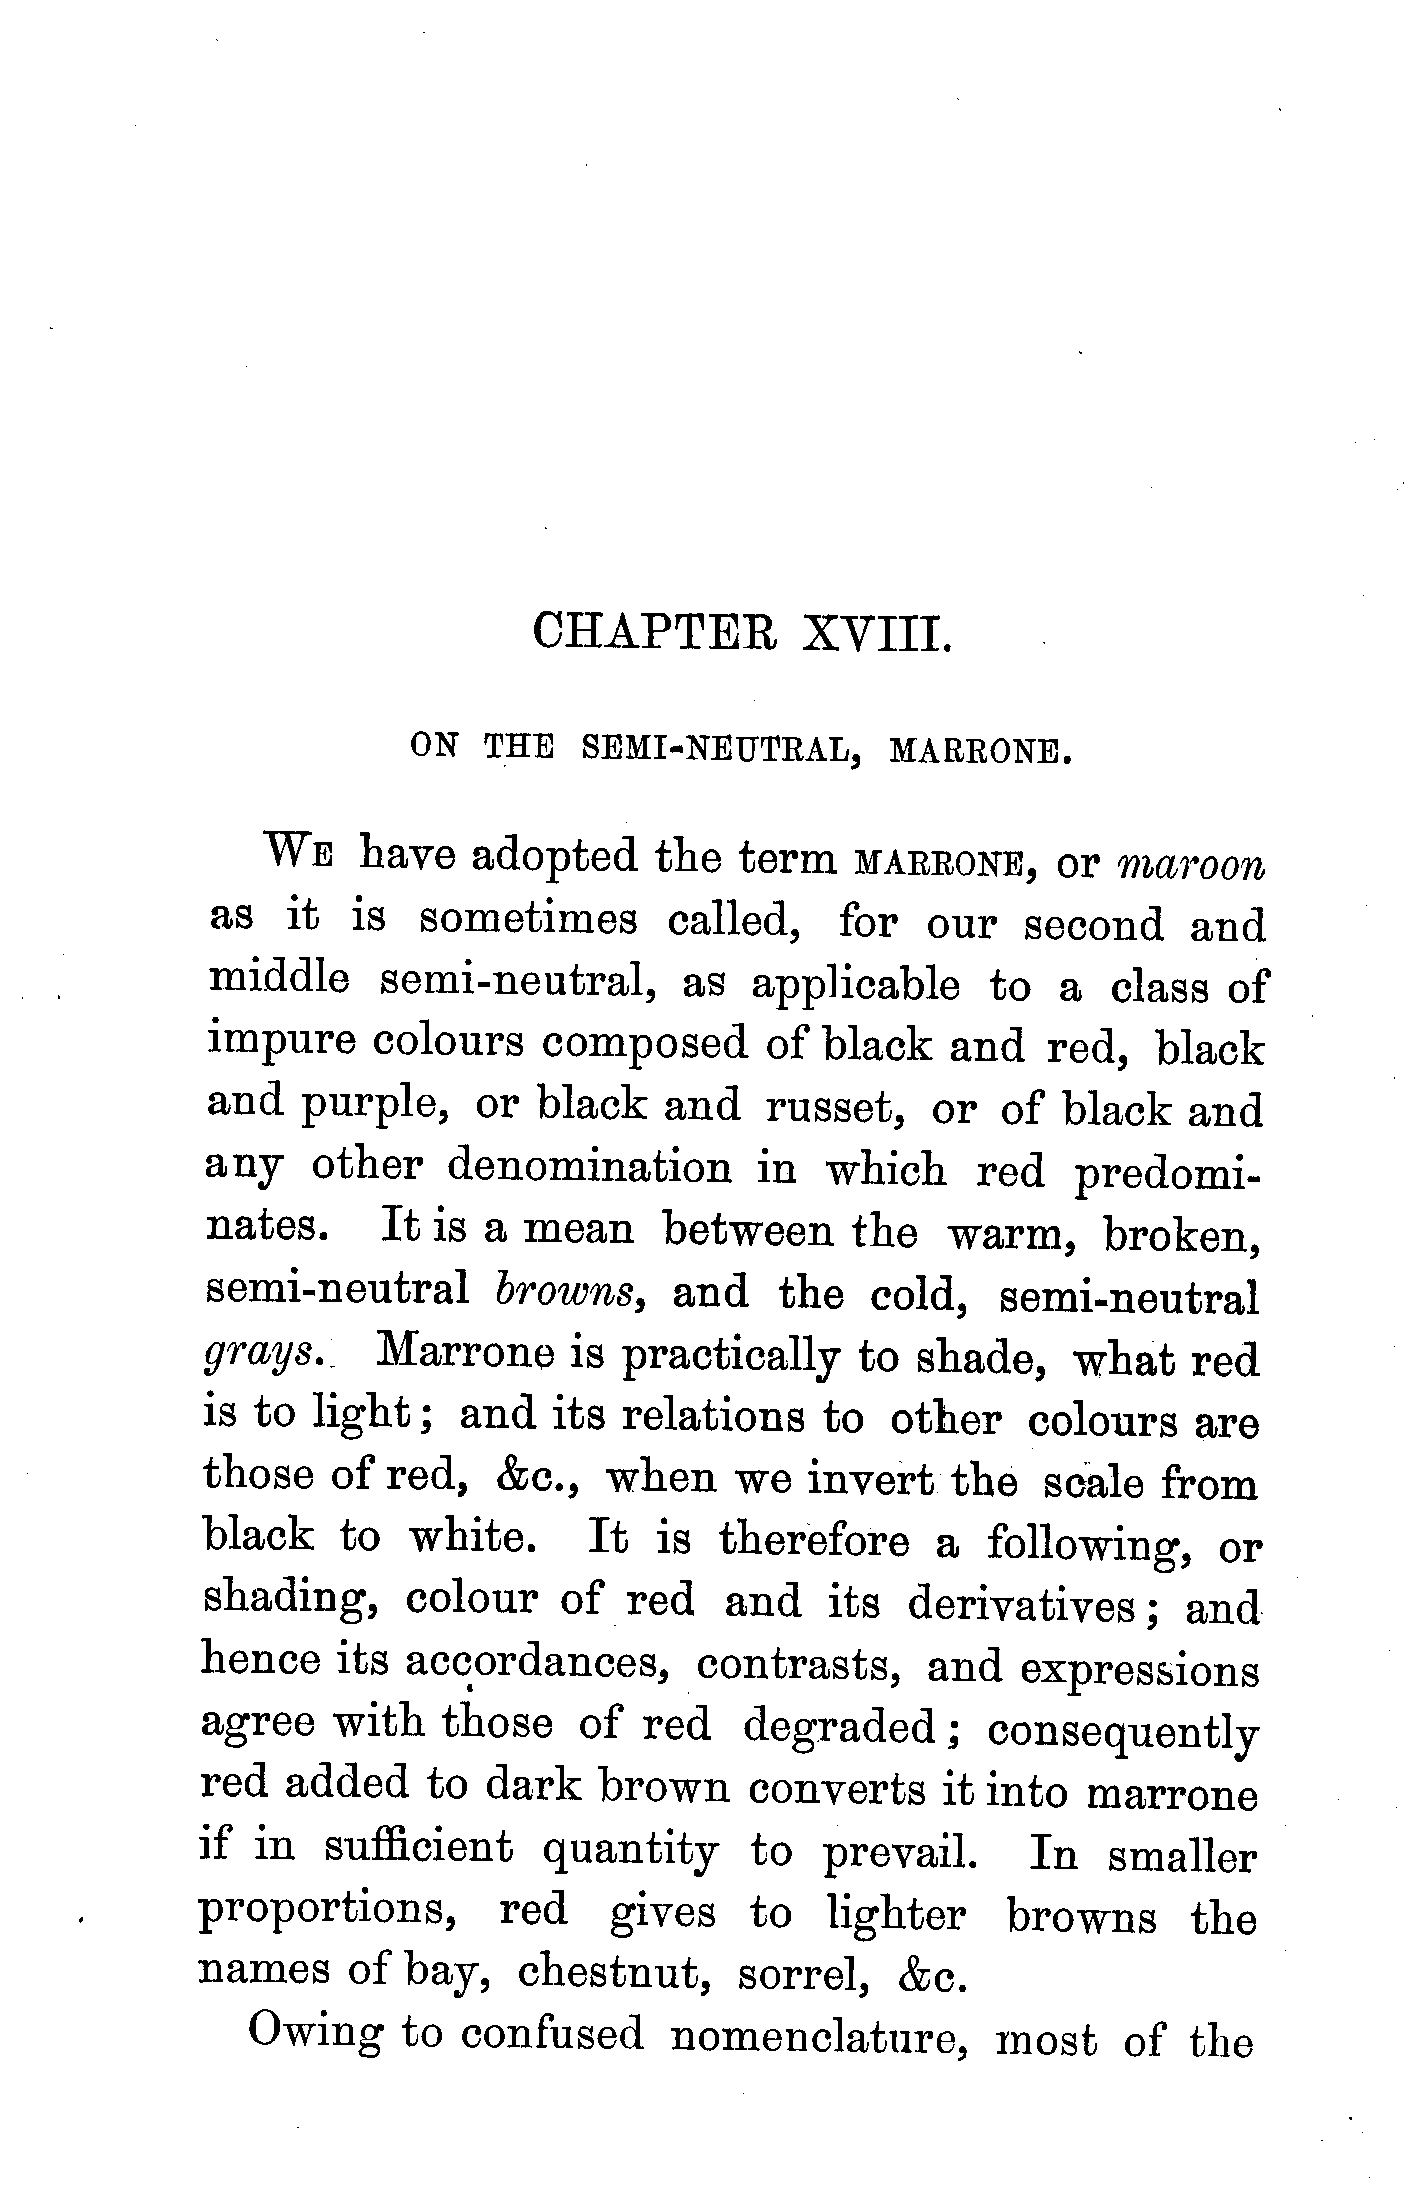 CHAPTER XVIII.
ON THE SEMI-NEUTRAL, MARRONE.
WE have adopted the term MARRONE, or maroon
as it is sometimes called, for our second and
middle semi-neutral, as applicable to a class of
impure colours composed of black and red, black
and purple, or black and russet, or of black and
any other denomination in which red predomi-
nates. It is a mean between the warm, broken,
semi-neutral browns, and the cold, semi-neutral
grays. Marrone is practically to shade, what red
is to light; and its relations to other colours are
those of red, &c., when we invert the scale from
black to white. It is therefore a following, or
shading, colour of red and its derivatives; and
hence its accordances, contrasts, and expressions
agree with those of red degraded; consequently
red added to dark brown converts it into marrone
if in sufficient quantity to prevail. In smaller
proportions, red gives to lighter browns the
names of bay, chestnut, sorrel, &c.
Owing to confused nomenclature, most of the